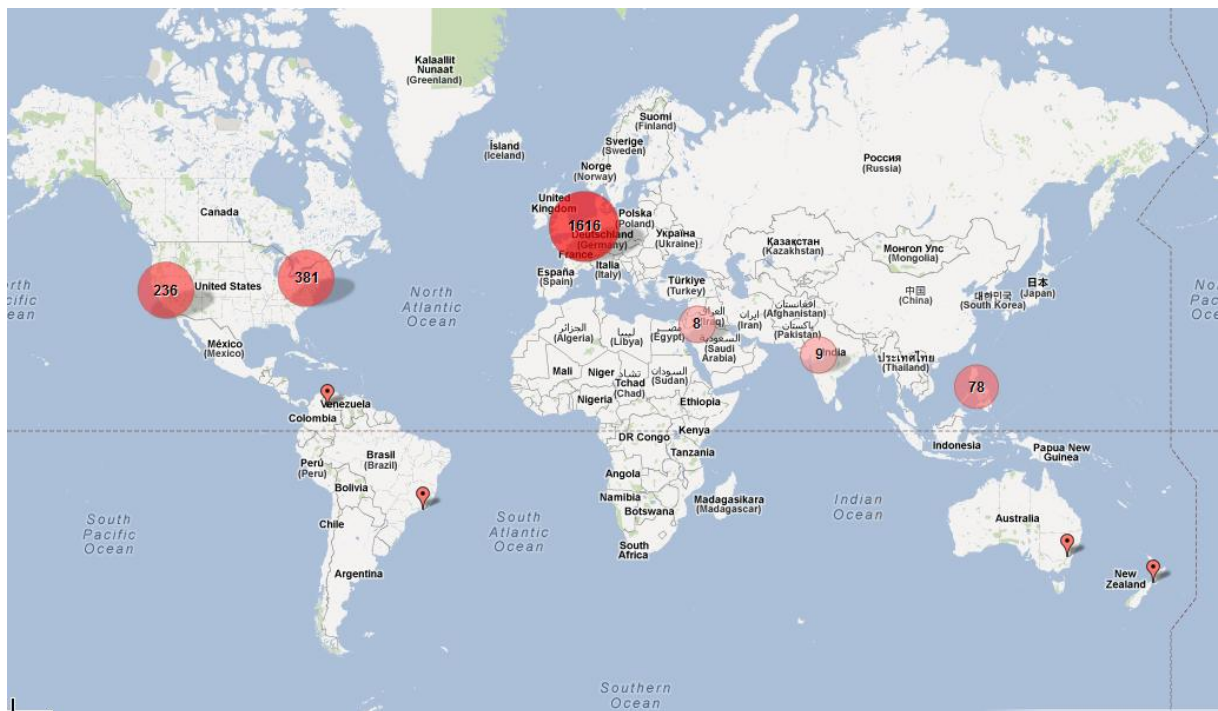 Kalaallit
Nunaat
(Greenland)
Ísland
(Iceland)
Suomi
(Finland)
Sverige
(Sweden)
Norge
(Norway)
Россия
(Russia)
Canada
United
Kingdom
1616
Polska
(Poland)
Deutschland
(Germany)
Україна
(Ukraine)
France
Italia
(Italy)
España
(Spain)
Türkiye
(Turkey)
Қазақстан
(Kazakhstan)
Монгол Улс
(Mongolia)
中国
(China)
대한민국
(South Korea)
日本
(Japan)
236
United States
381
North
Atlantic
Ocean
México
(Mexico)
الجزائر
(Algeria)
ليبيا
(Libya)
مصر
(Egypt)
8
العراق
(Iraq)
ایران
(Iran)
افغانستان
(Afghanistan)
پاکستان
(Pakistan)
السعودية
(Saudi
Arabia)
9
India
ประเทศไทย
(Thailand)
78
Mali
Niger
تشاد
Tchad
(Chad)
السودان
(Sudan)
Nigeria
Ethiopia
Venezuela
Colombia
DR Congo
Kenya
Tanzania
Indonesia
Papua New
Guinea
Perú
(Peru)
Brasil
(Brazil)
Bolivia
Angola
Namibia
Botswana
Madagasikara
(Madagascar)
Indian
Ocean
Australia
South
Pacific
Ocean
Chile
South
Atlantic
Ocean
South
Africa
Argentina
New
Zealand
Southern
Ocean